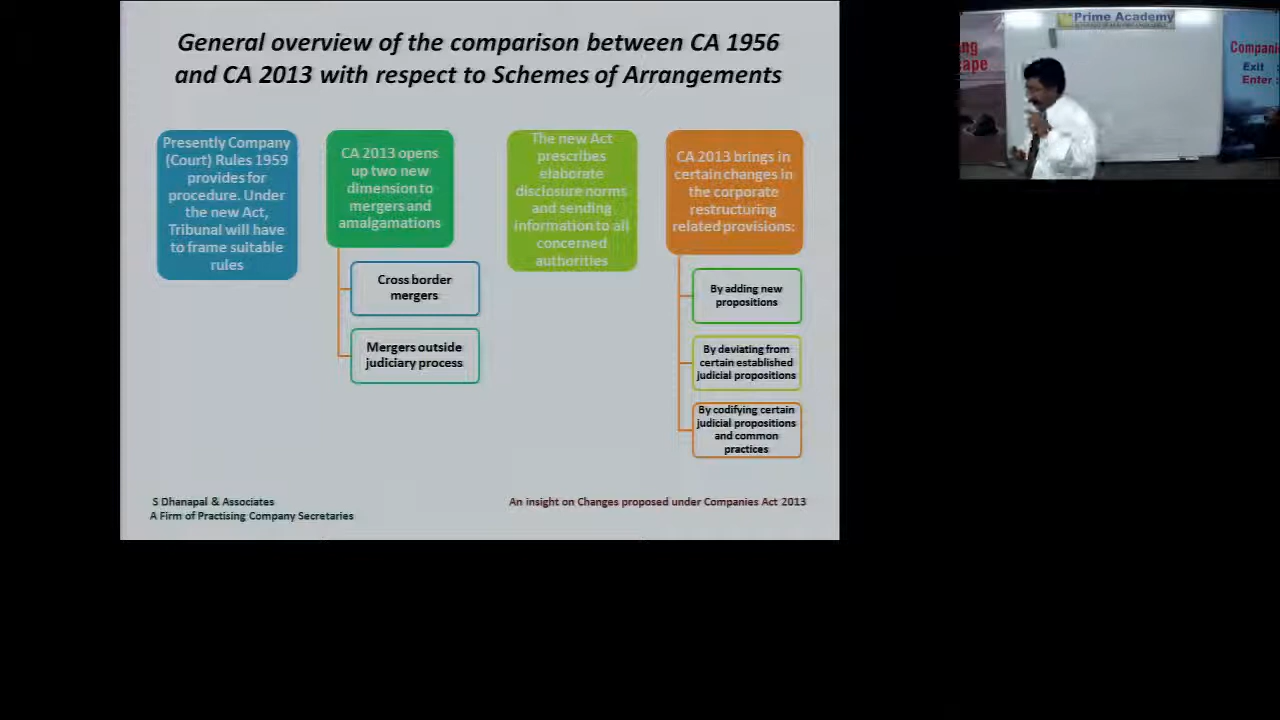 General overview of the comparison between CA 1956
and CA 2013 with respect to Schemes of Arrangements
Presently Company
(Court) Rules 1959
provides for
procedure. Under
the new Act,
Tribunal will have
to frame suitable
rules
CA 2013 opens
up two new
dimension to
mergers and
amalgamations
Cross border
mergers
Mergers outside
judiciary process
The new Act
prescribes
elaborate
disclosure norms
and sending
information to all
concerned
authorities
CA 2013 brings in
certain changes in
the corporate
restructuring
related provisions:
By adding new
propositions
By deviating from
certain established
judicial propositions
By codifying certain
judicial propositions
and common
practices
S Dhanapal & Associates
A Firm of Practising Company Secretaries
An insight on Changes proposed under Companies Act 2013
Prime Academy
ng
cape
Compani
Exit :
Enter :